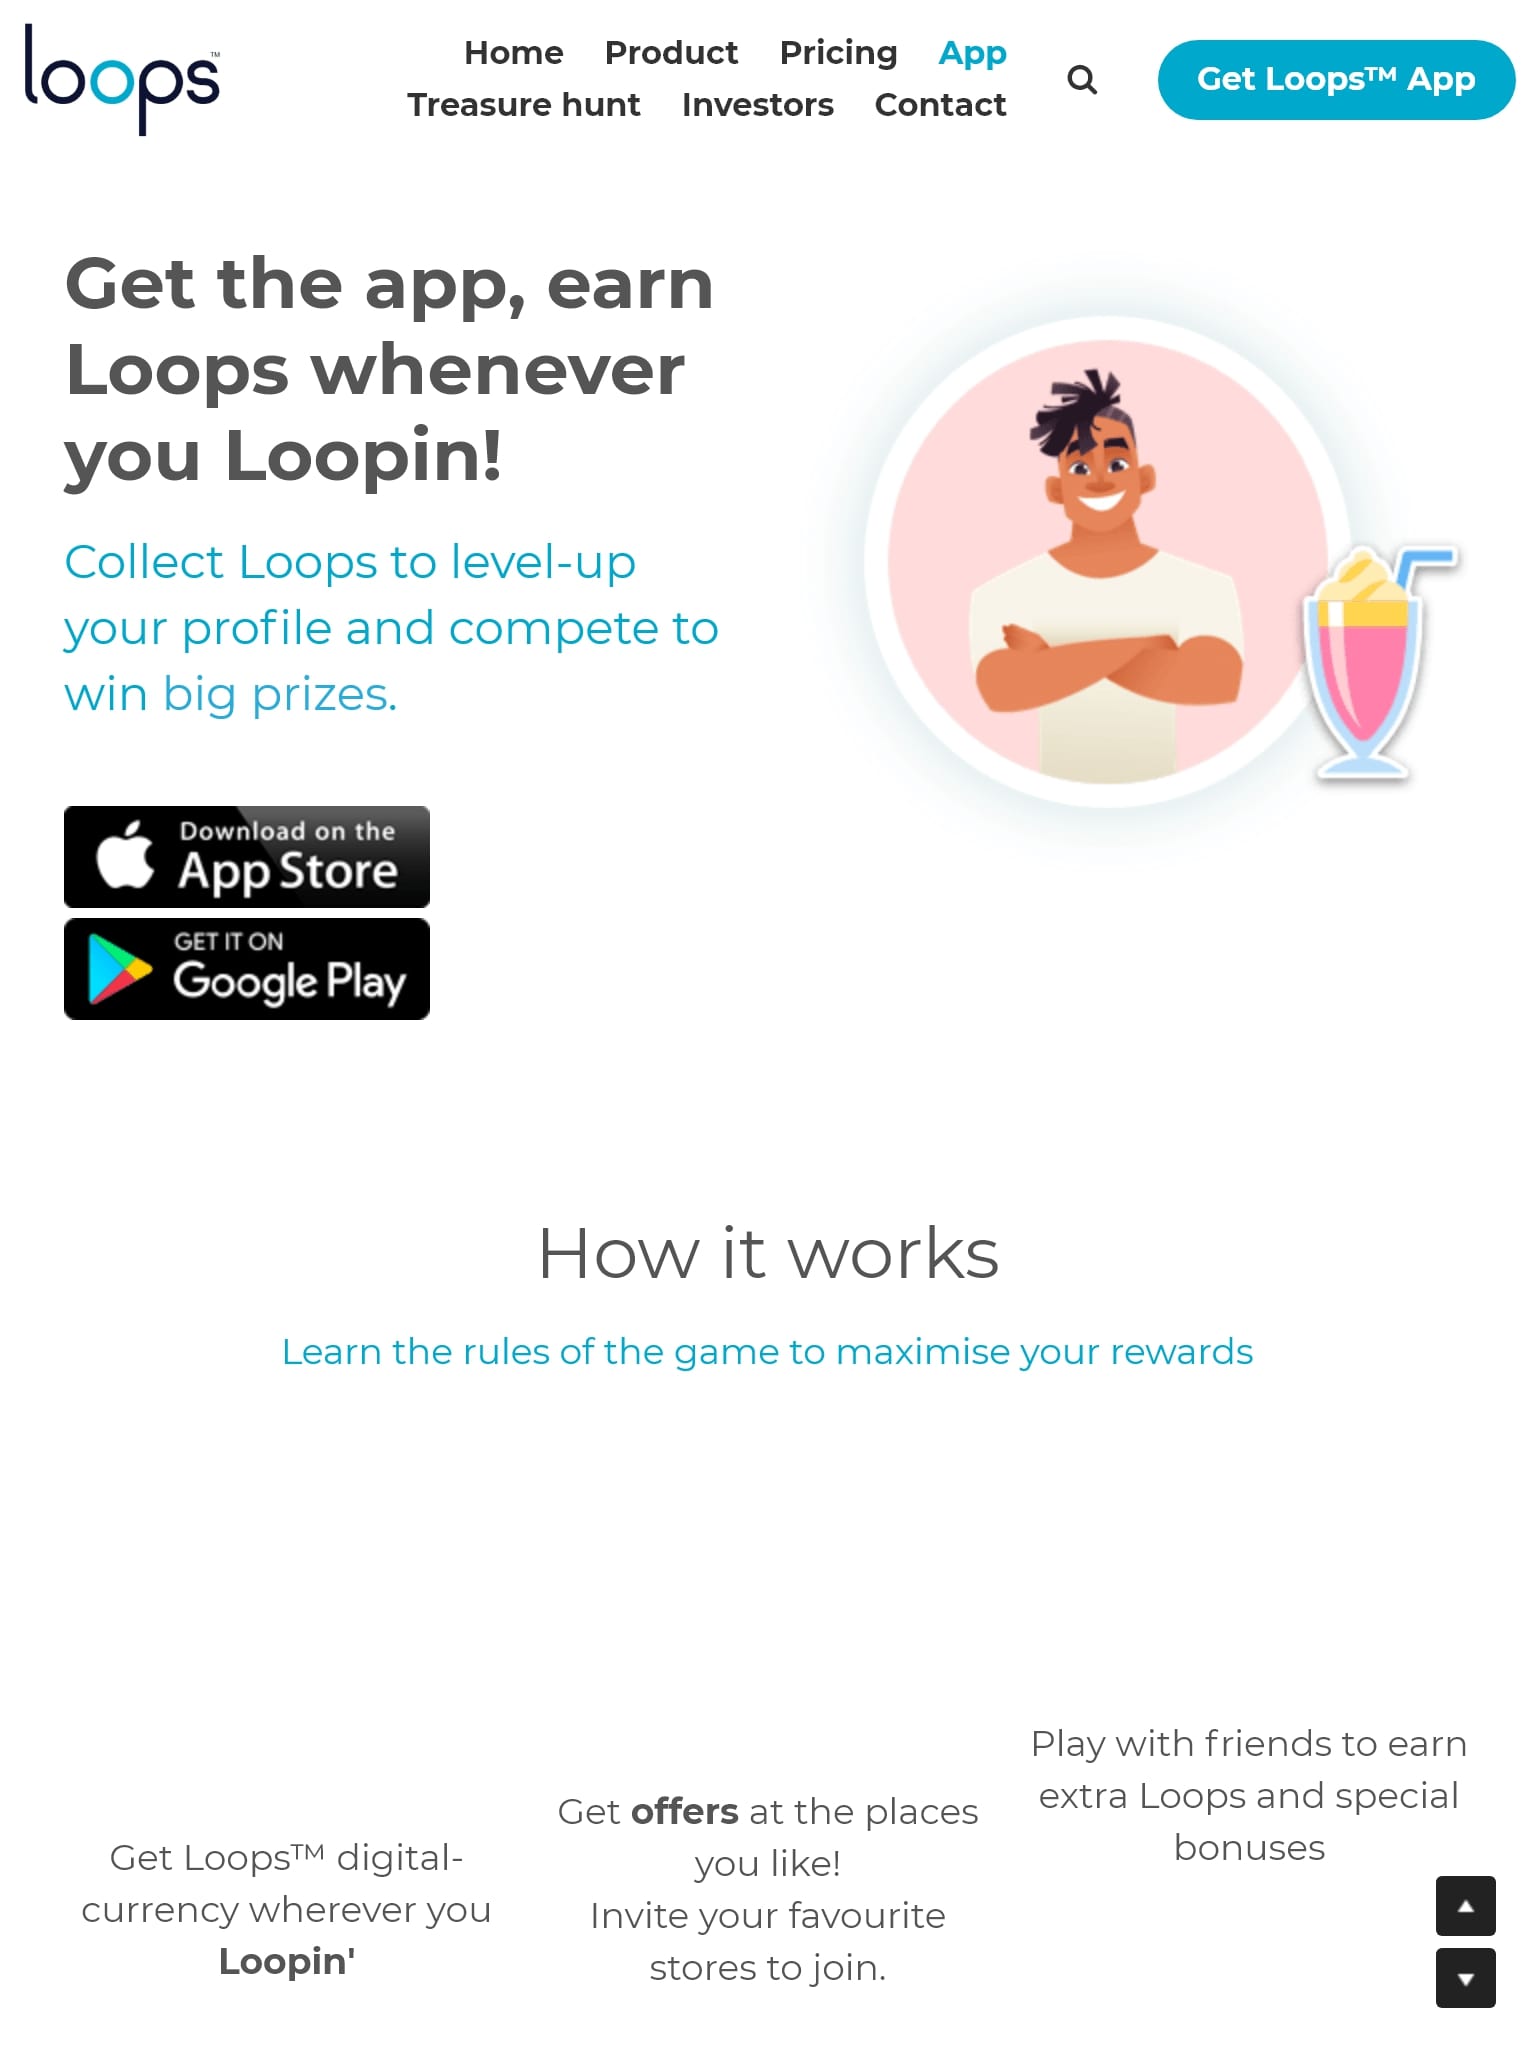 loops™
Home Product Pricing App
Treasure hunt Investors Contact
Get Loops™ App
Get the app, earn
Loops whenever
you Loopin!
Collect Loops to level-up
your profile and compete to
win big prizes.
Download on the
App Store
GET IT ON
Google Play
How it works
Learn the rules of the game to maximise your rewards
Get Loops™ digital-
currency wherever you
Loopin'
Get offers at the places
you like!
Invite your favourite
stores to join.
Play with friends to earn
extra Loops and special
bonuses